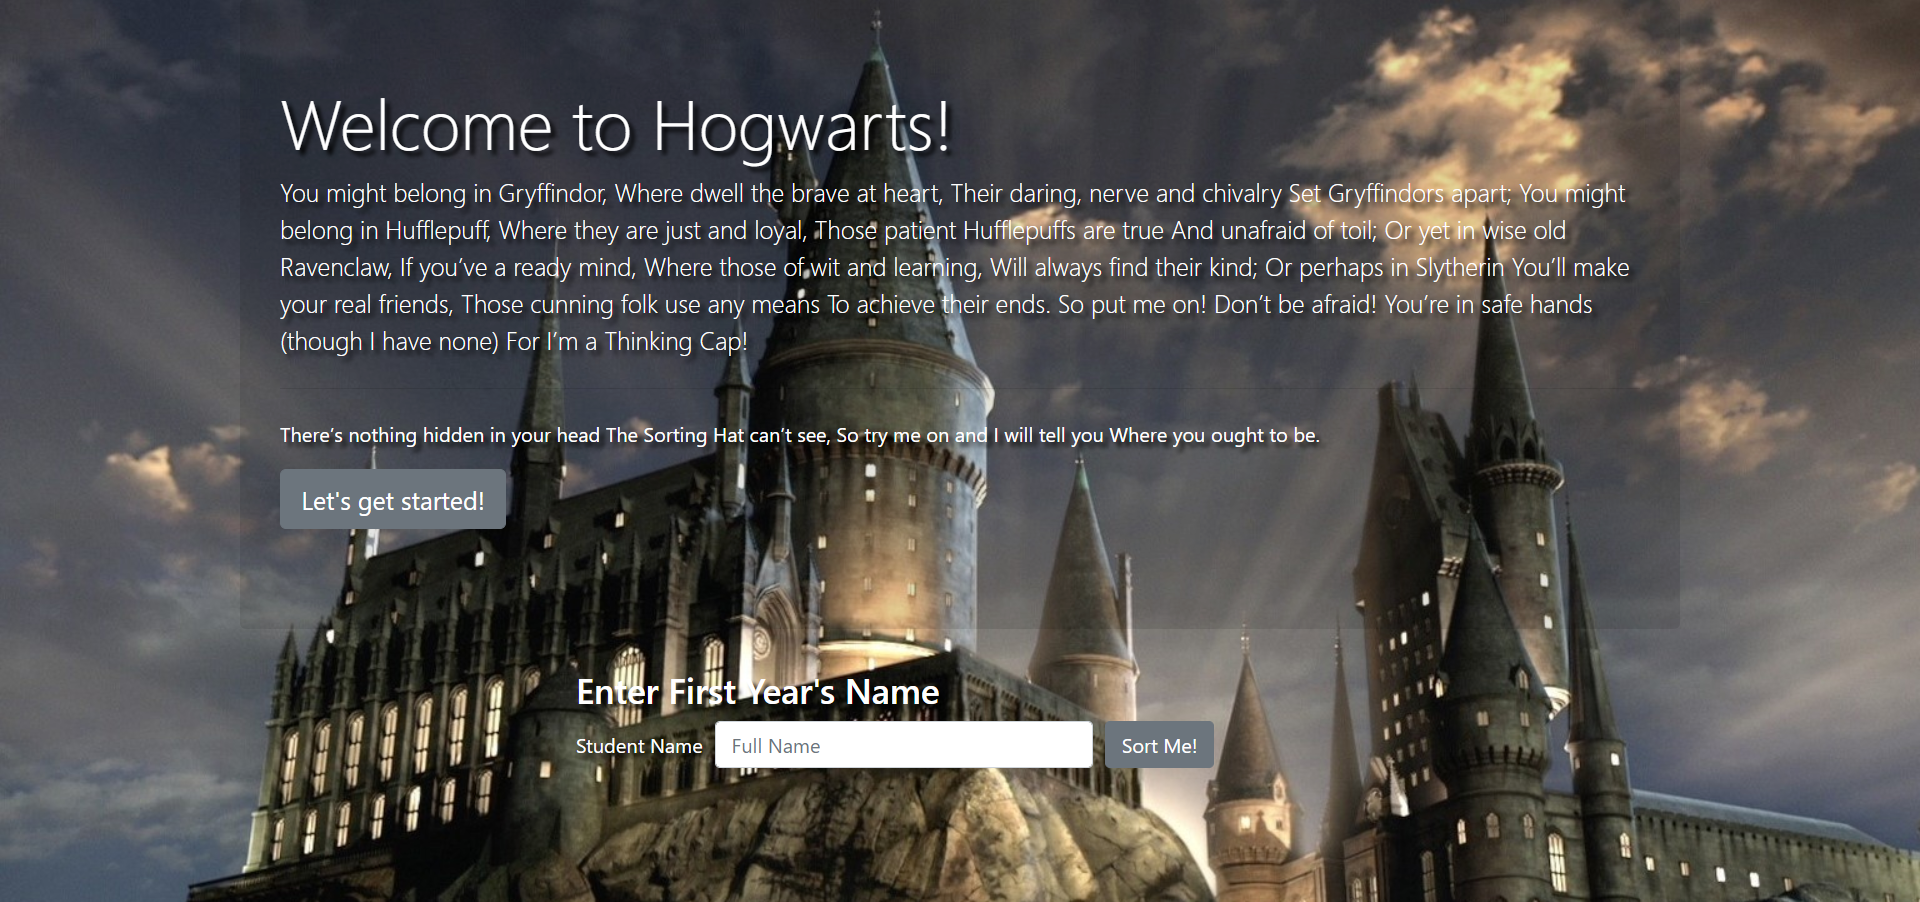 Welcome to Hogwarts!
You might belong in Gryffindor, Where dwell the brave at heart, Their daring, nerve and chivalry Set Gryffindors apart; You might
belong in Hufflepuff, Where they are just and loyal, Those patient Hufflepuffs are true And unafraid of toil; Or yet in wise old
Ravenclaw, If you’ve a ready mind, Where those of wit and learning, Will always find their kind; Or perhaps in Slytherin You’ll make
your real friends, Those cunning folk use any means To achieve their ends. So put me on! Don’t be afraid! You’re in safe hands
(though I have none) For I’m a Thinking Cap!
There’s nothing hidden in your head The Sorting Hat can’t see, So try me on and I will tell you Where you ought to be.
Let's get started!
Enter First Year's Name
Student Name Full Name Sort Me!